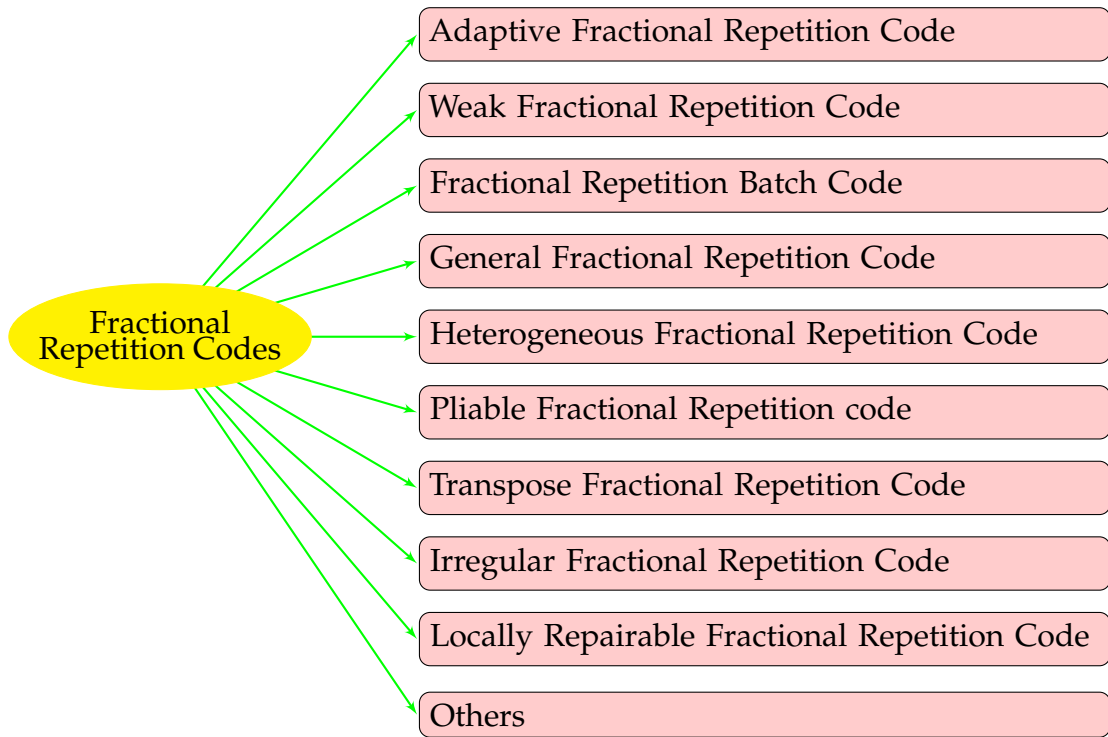 Fractional
Repetition Codes
Adaptive Fractional Repetition Code
Weak Fractional Repetition Code
Fractional Repetition Batch Code
General Fractional Repetition Code
Heterogeneous Fractional Repetition Code
Pliable Fractional Repetition code
Transpose Fractional Repetition Code
Irregular Fractional Repetition Code
Locally Repairable Fractional Repetition Code
Others